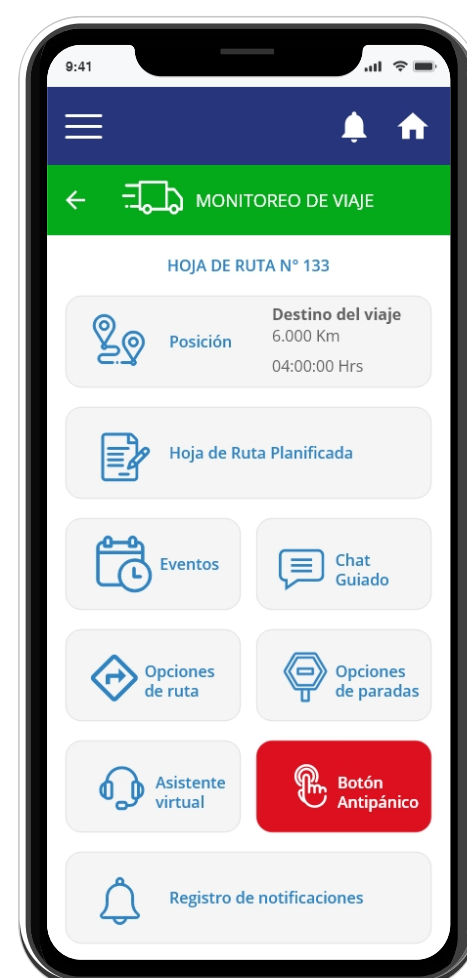 9:41
MONITOREO DE VIAJE
HOJA DE RUTA N° 133
Posición
Destino del viaje
6.000 Km
04:00:00 Hrs
Hoja de Ruta Planificada
Eventos
Chat
Guiado
Opciones
de ruta
Opciones
de paradas
Asistente
virtual
Botón
Antipánico
Registro de notificaciones